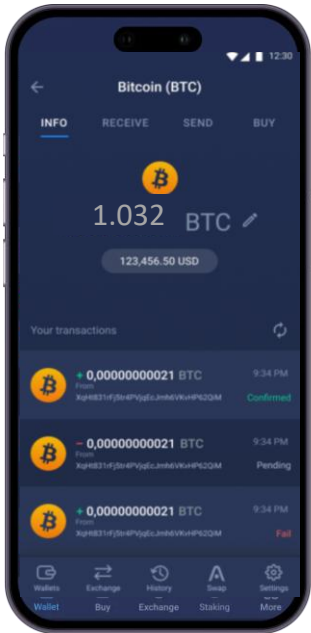 12:30
Bitcoin (BTC)
INFO RECEIVE SEND BUY
1.032 BTC
123,456.50 USD
Your transactions
+ 0,00000000021 BTC 9:34 PM
From
Confirmed
− 0,00000000021 BTC 9:34 PM
From
Pending
+ 0,00000000021 BTC 9:34 PM
From
Fail
Wallets Exchange History Swap Settings
Wallet Buy Exchange Staking More